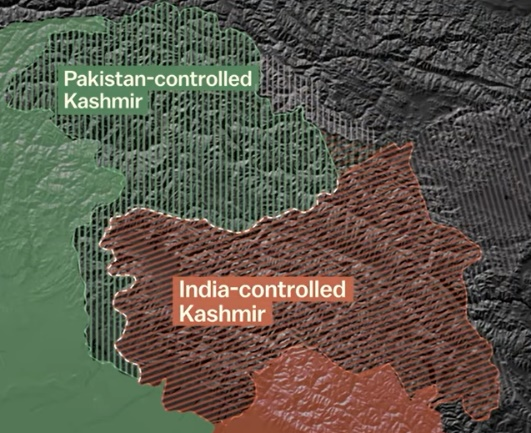 Pakistan-controlled
Kashmir
India-controlled
Kashmir